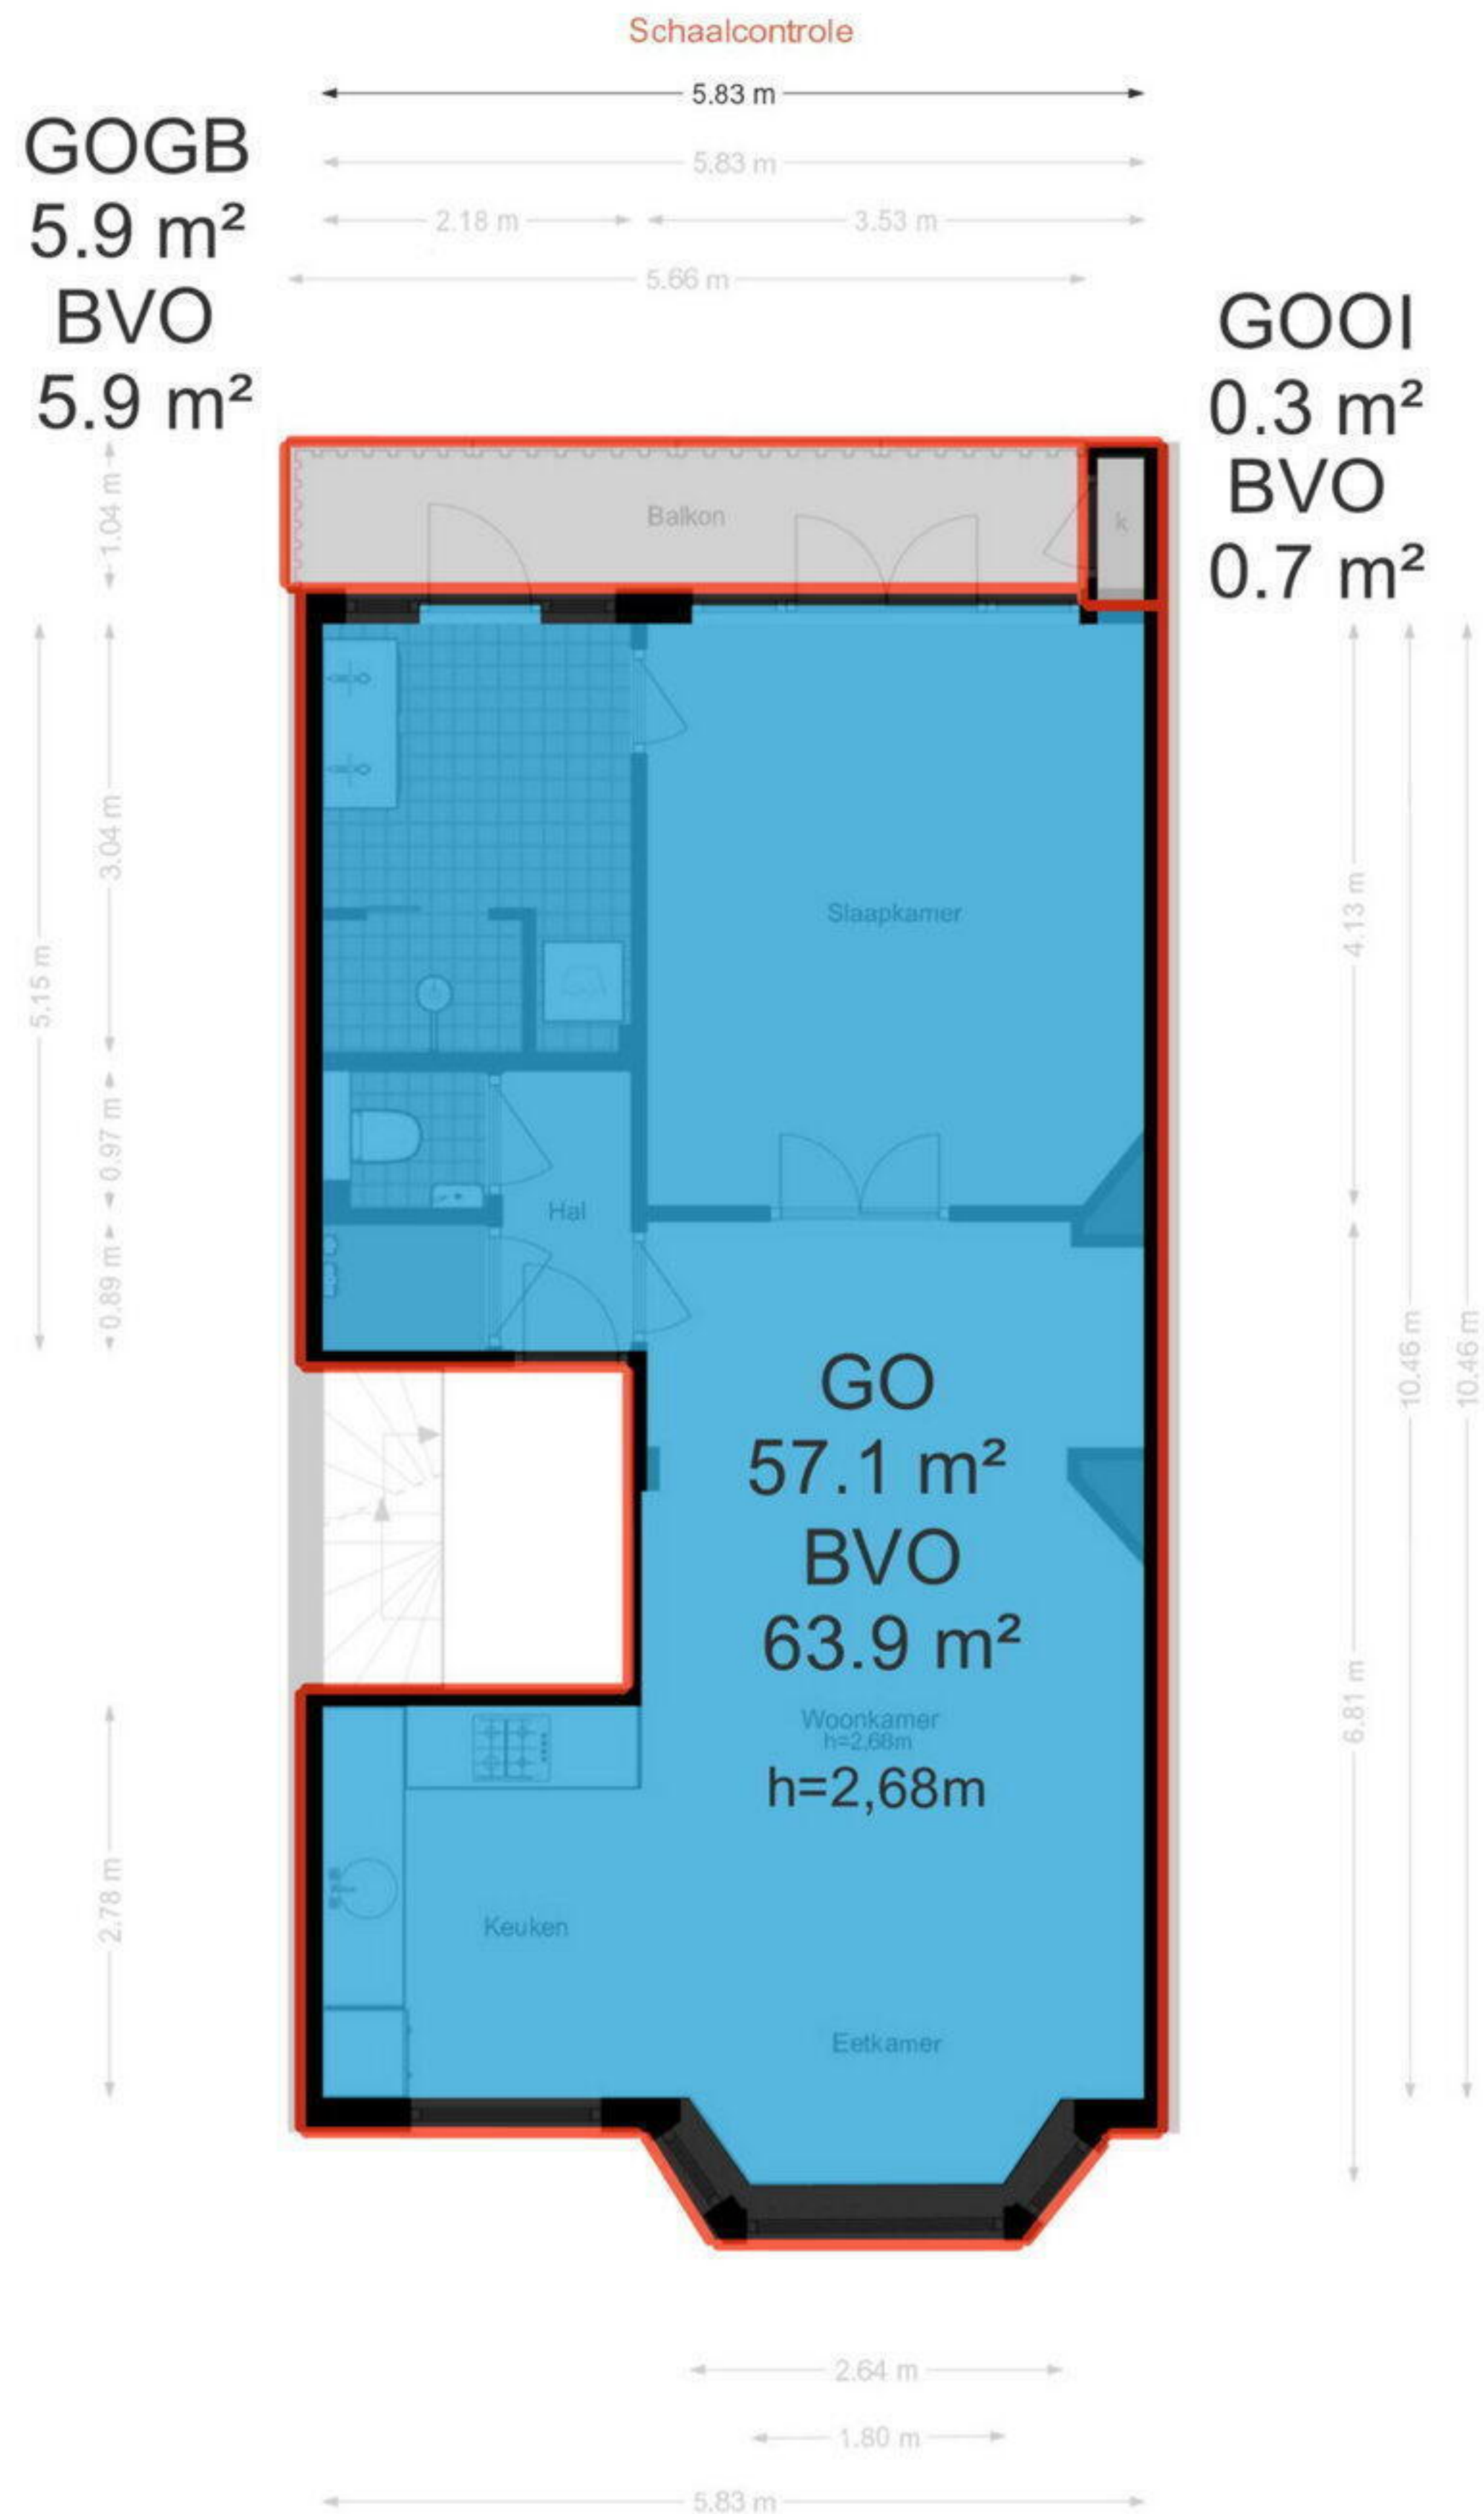 Schaalcontrole
5.83 m
5.83 m
2.18 m
3.53 m
5.66 m
GOGB
5.9 m²
BVO
5.9 m²
GOOI
0.3 m²
BVO
0.7 m²
1.04 m
Balkon
k
3.04 m
5.15 m
0.97 m
0.89 m
Slaapkamer
4.13 m
Hal
10.46 m
10.46 m
GO
57.1 m²
BVO
63.9 m²
Woonkamer
h=2,68m
h=2,68m
6.81 m
2.78 m
Keuken
Eetkamer
2.64 m
1.80 m
5.83 m